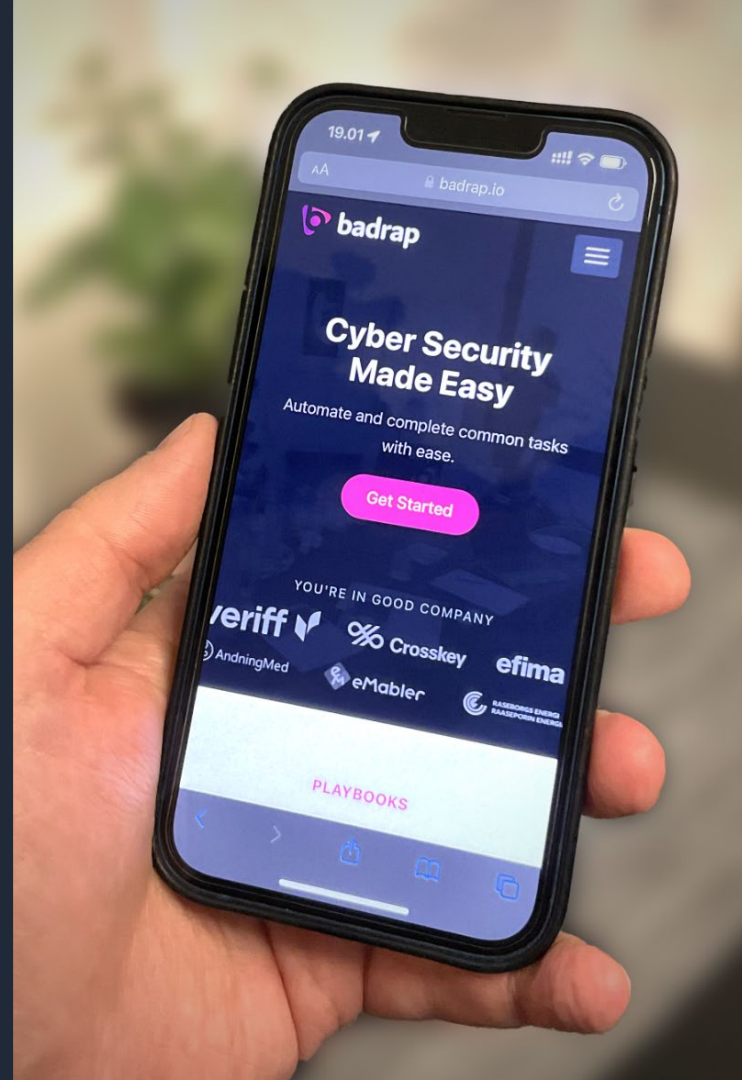 19.01
AA
badrap.io
badrap
Cyber Security
Made Easy
Automate and complete common tasks
with ease.
Get Started
YOU'RE IN GOOD COMPANY
veriff Crosskey efima
AndningMed eMabler RASEBORGS ENERGI
RAASEPORIN ENERGIA
PLAYBOOKS